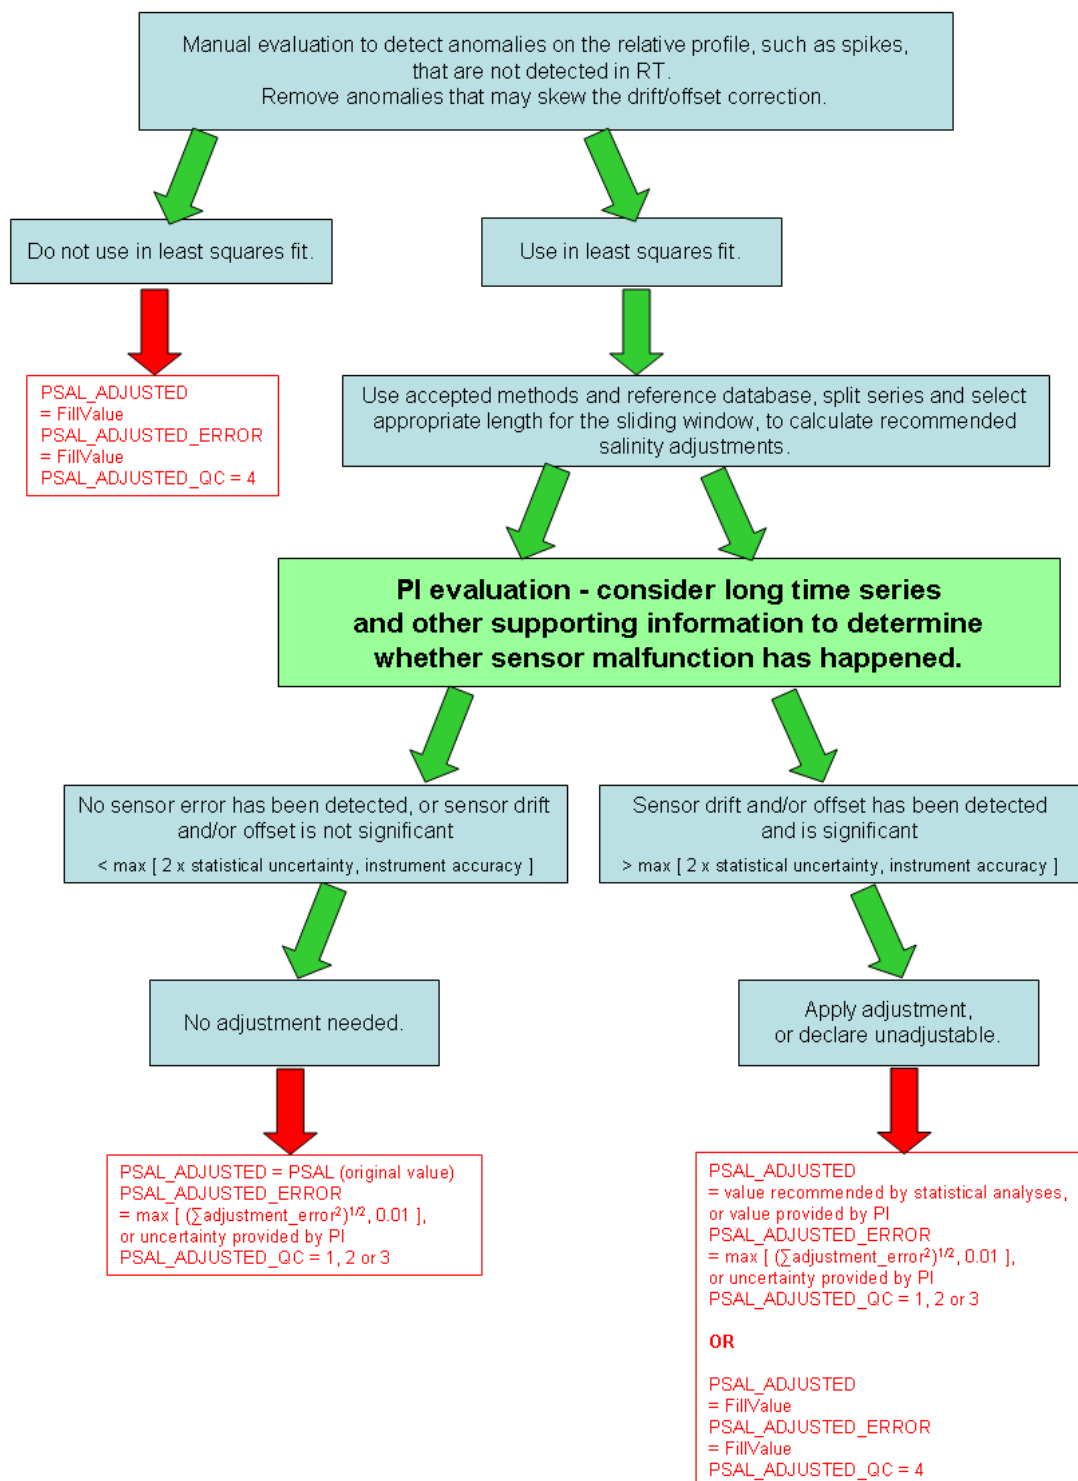 Manual evaluation to detect anomalies on the relative profile, such as spikes,
that are not detected in RT.
Remove anomalies that may skew the drift/offset correction.
Do not use in least squares fit.
Use in least squares fit.
PSAL_ADJUSTED
= FillValue
PSAL_ADJUSTED_ERROR
= FillValue
PSAL_ADJUSTED_QC = 4
Use accepted methods and reference database, split series and select
appropriate length for the sliding window, to calculate recommended
salinity adjustments.
PI evaluation - consider long time series
and other supporting information to determine
whether sensor malfunction has happened.
No sensor error has been detected, or sensor drift
and/or offset is not significant
< max [ 2 x statistical uncertainty, instrument accuracy ]
Sensor drift and/or offset has been detected
and is significant
> max [ 2 x statistical uncertainty, instrument accuracy ]
No adjustment needed.
Apply adjustment,
or declare unadjustable.
PSAL_ADJUSTED = PSAL (original value)
PSAL_ADJUSTED_ERROR
= max [ (∑adjustment_error²)¹/², 0.01 ],
or uncertainty provided by PI
PSAL_ADJUSTED_QC = 1, 2 or 3
PSAL_ADJUSTED
= value recommended by statistical analyses,
or value provided by PI
PSAL_ADJUSTED_ERROR
= max [ (∑adjustment_error²)¹/², 0.01 ],
or uncertainty provided by PI
PSAL_ADJUSTED_QC = 1, 2 or 3
OR
PSAL_ADJUSTED
= FillValue
PSAL_ADJUSTED_ERROR
= FillValue
PSAL_ADJUSTED_QC = 4